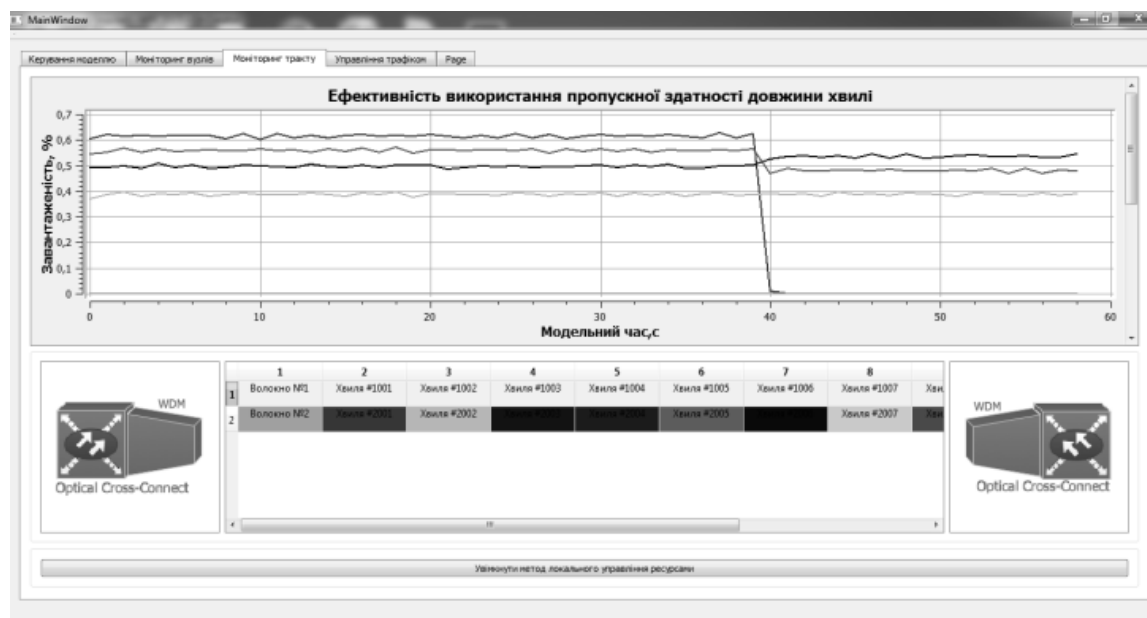 MainWindow
Керування моделлю Моніторинг вузлів Моніторинг тракту Управління трафіком Page
Ефективність використання пропускної здатності довжини хвилі
Завантаженість, %
0,7
0,6
0,5
0,4
0,3
0,2
0,1
0
0 10 20 30 40 50 60
Модельний час,с
1 2 3 4 5 6 7 8
1 Волокно №1 Хвиля #1001 Хвиля #1002 Хвиля #1003 Хвиля #1004 Хвиля #1005 Хвиля #1006 Хвиля #1007 Хви
2 Волокно №2 Хвиля #2001 Хвиля #2002 Хвиля #2004 Хвиля #2005 Хвиля #2007 Хви
WDM
Optical Cross-Connect
WDM
Optical Cross-Connect
Увімкнути метод локального управління ресурсами